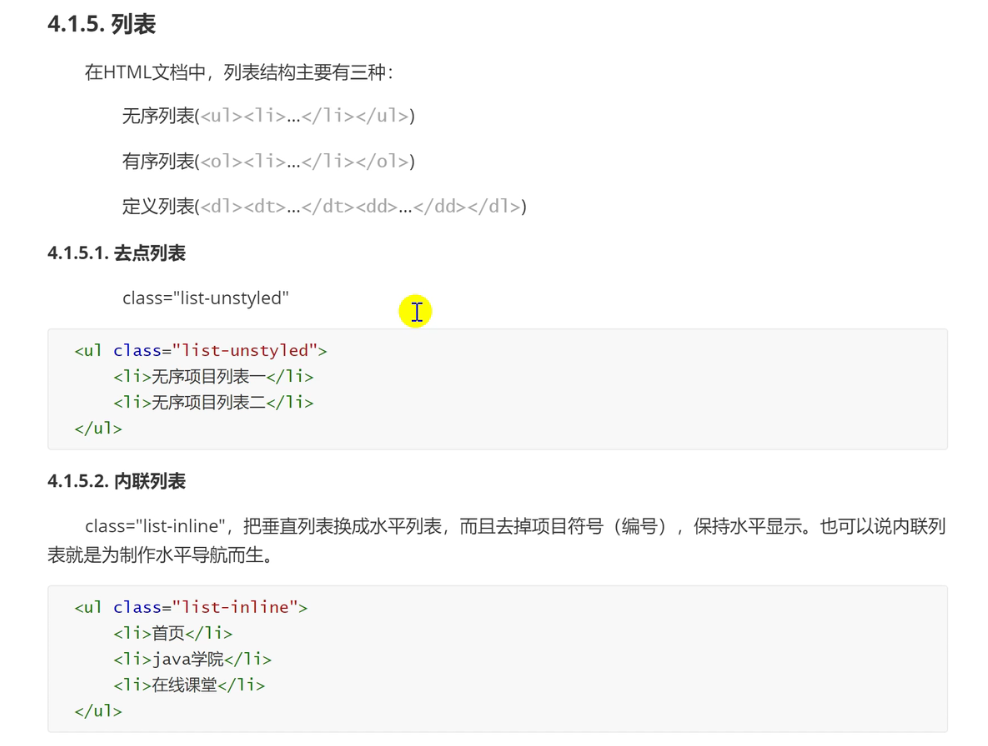 4.1.5. 列表
在HTML文档中，列表结构主要有三种：
无序列表(<ul><li>…</li></ul>)
有序列表(<ol><li>…</li></ol>)
定义列表(<dl><dt>…</dt><dd>…</dd></dl>)
4.1.5.1. 去点列表
class="list-unstyled"
<ul class="list-unstyled">
    <li>无序项目列表一</li>
    <li>无序项目列表二</li>
</ul>
4.1.5.2. 内联列表
class="list-inline"，把垂直列表换成水平列表，而且去掉项目符号（编号），保持水平显示。也可以说内联列
表就是为制作水平导航而生。
<ul class="list-inline">
    <li>首页</li>
    <li>java学院</li>
    <li>在线课堂</li>
</ul>